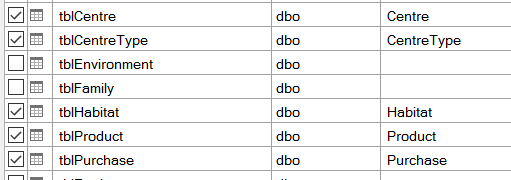 tblCentre dbo Centre
tblCentreType dbo CentreType
tblEnvironment dbo
tblFamily dbo
tblHabitat dbo Habitat
tblProduct dbo Product
tblPurchase dbo Purchase